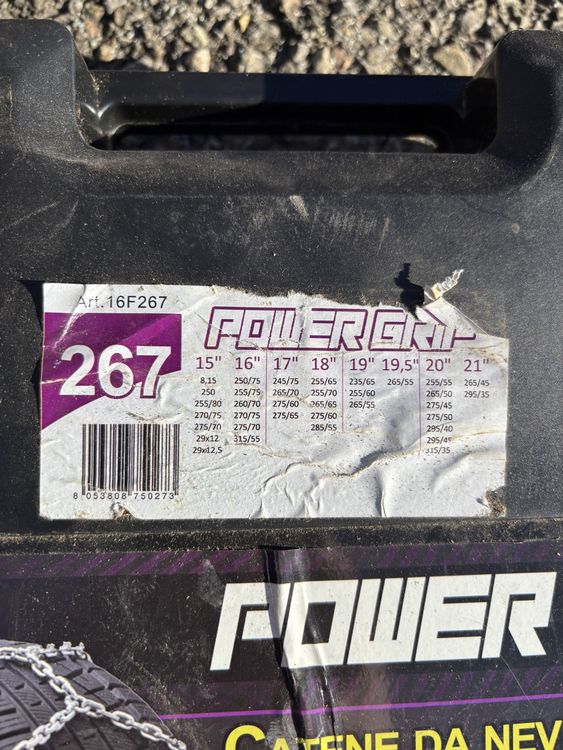 Art.16F267
267
8 053808 750273
POWER GRIP
15" 16" 17" 18" 19" 19,5" 20" 21"
8,15 250/75 245/75 255/65 235/65 265/55 255/55 265/45
250 255/75 265/70 255/60 255/60 265/50 295/35
255/80 260/70 275/60 265/65 265/55 275/45
270/75 270/75 275/65 275/60 275/50
275/70 275/70 285/55 295/40
29x12 315/55 295/45
29x12,5 315/35
POWER
CATENE DA NEV